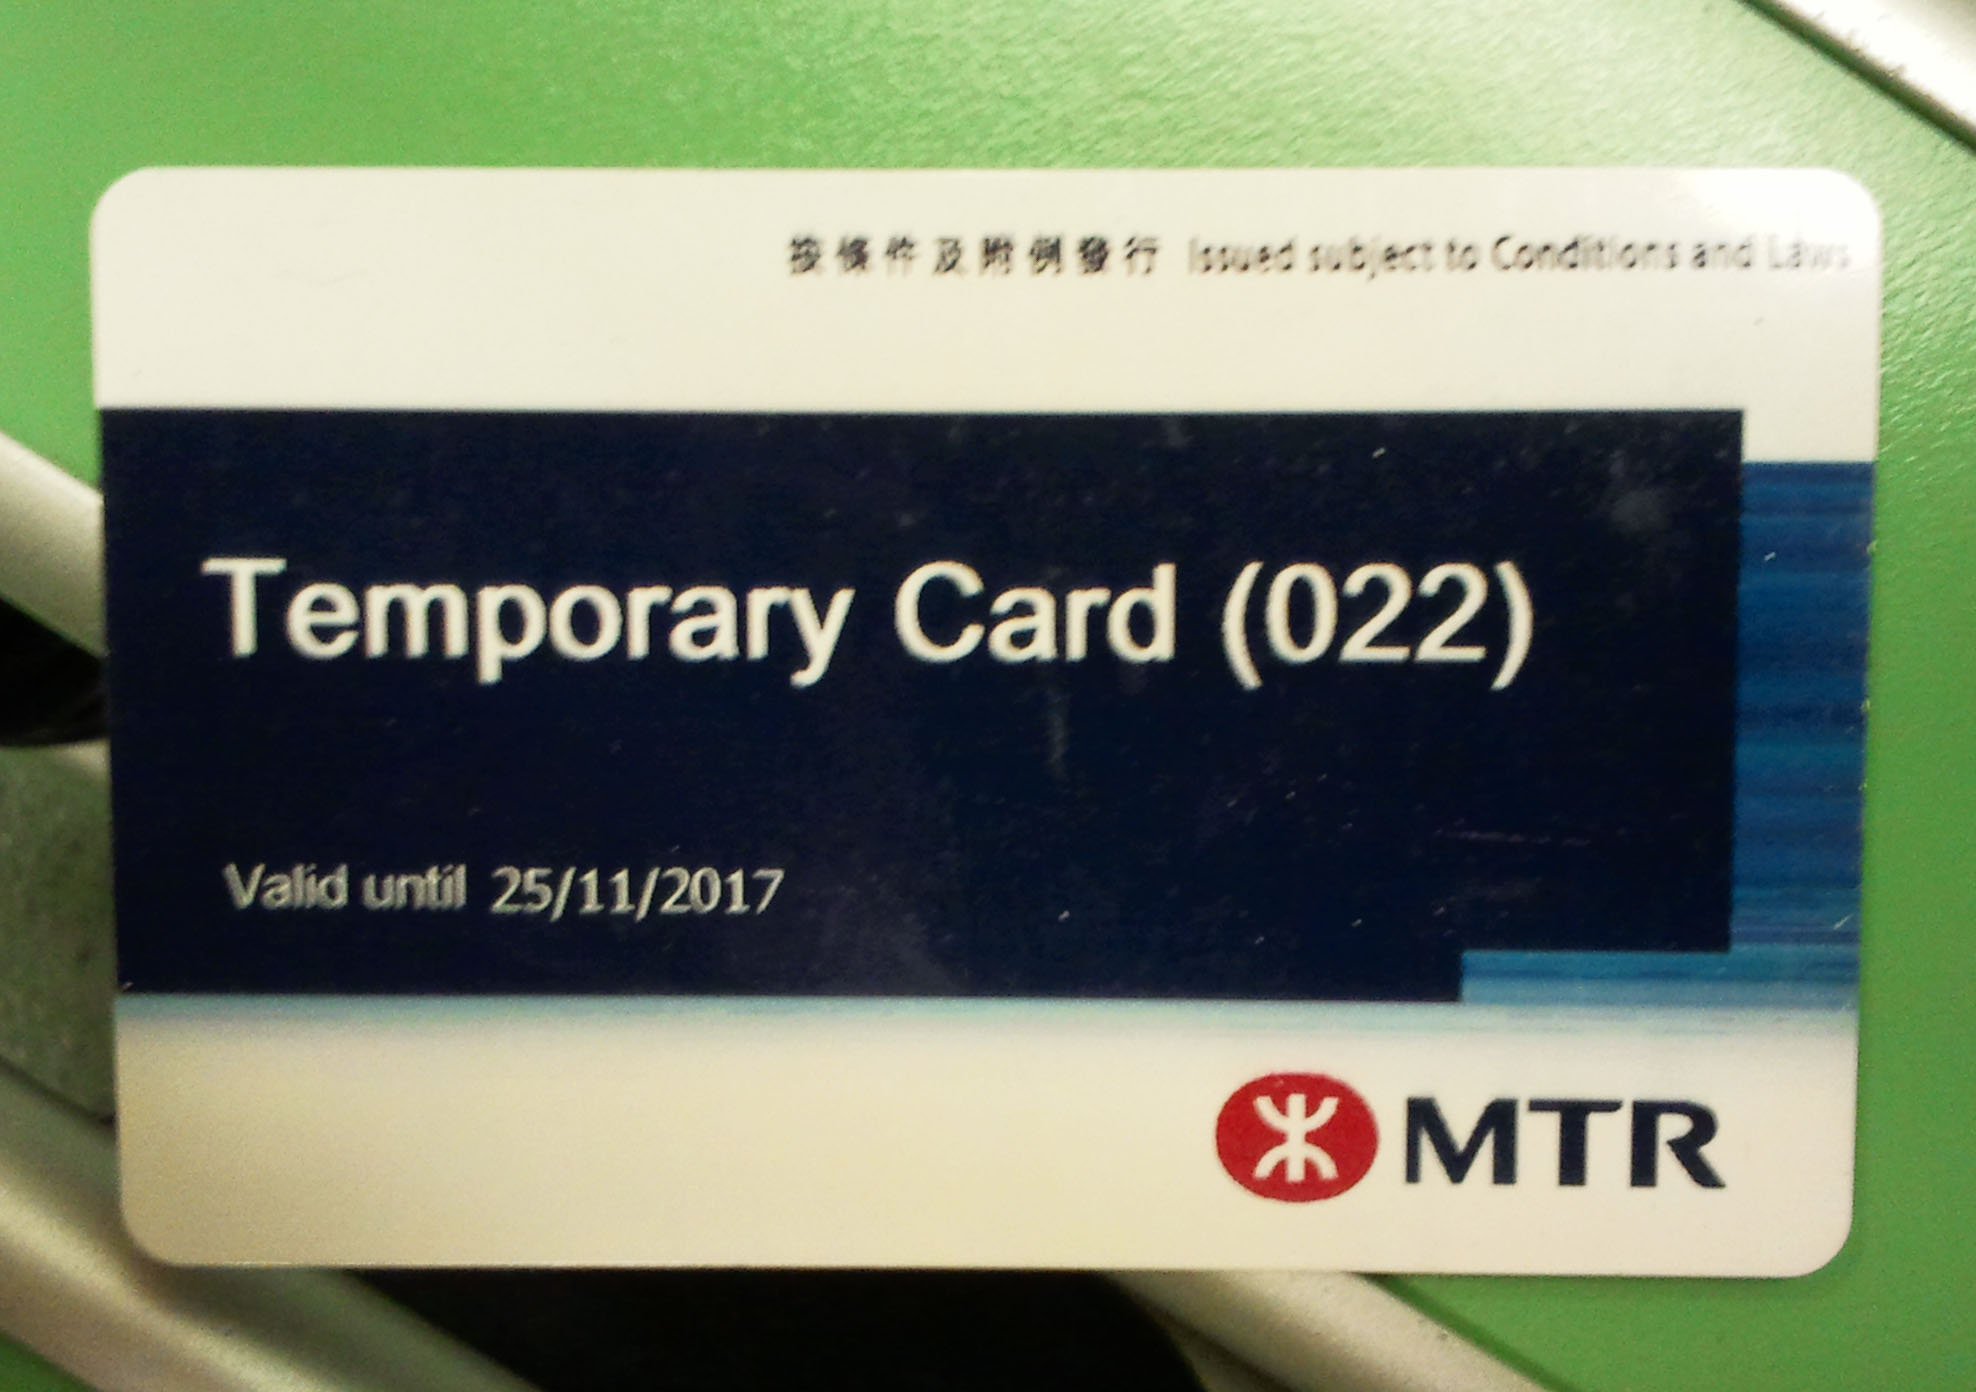 按條件及附例發行 Issued subject to Conditions and Laws
Temporary Card (022)
Valid until 25/11/2017
MTR